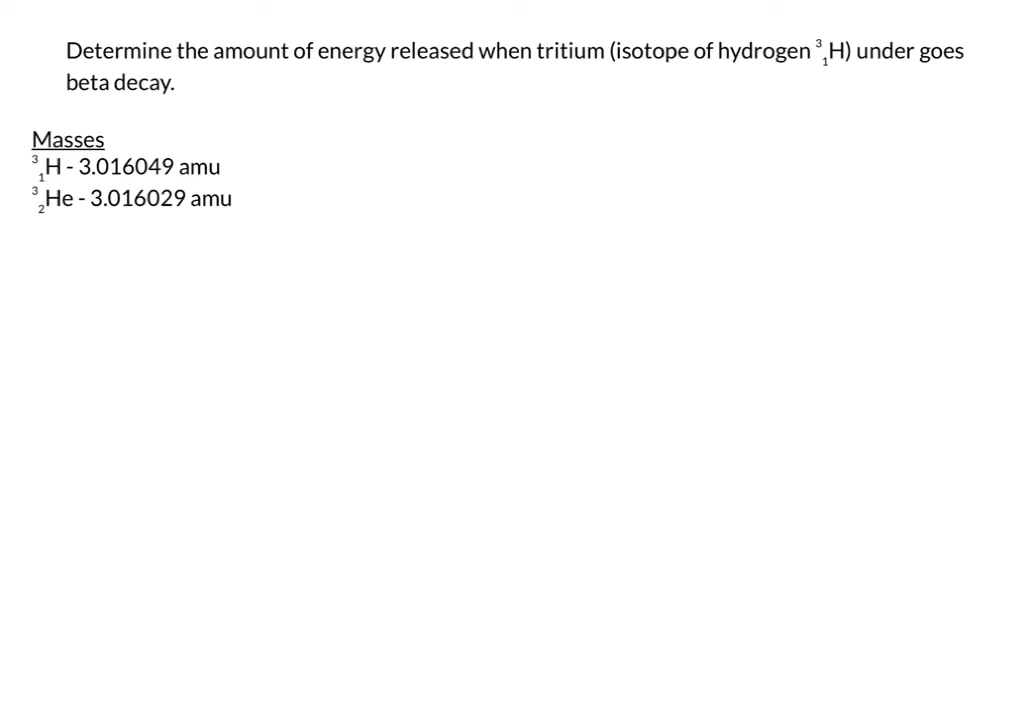 Determine the amount of energy released when tritium (isotope of hydrogen ³₁H) under goes
beta decay.
Masses
³₁H - 3.016049 amu
³₂He - 3.016029 amu